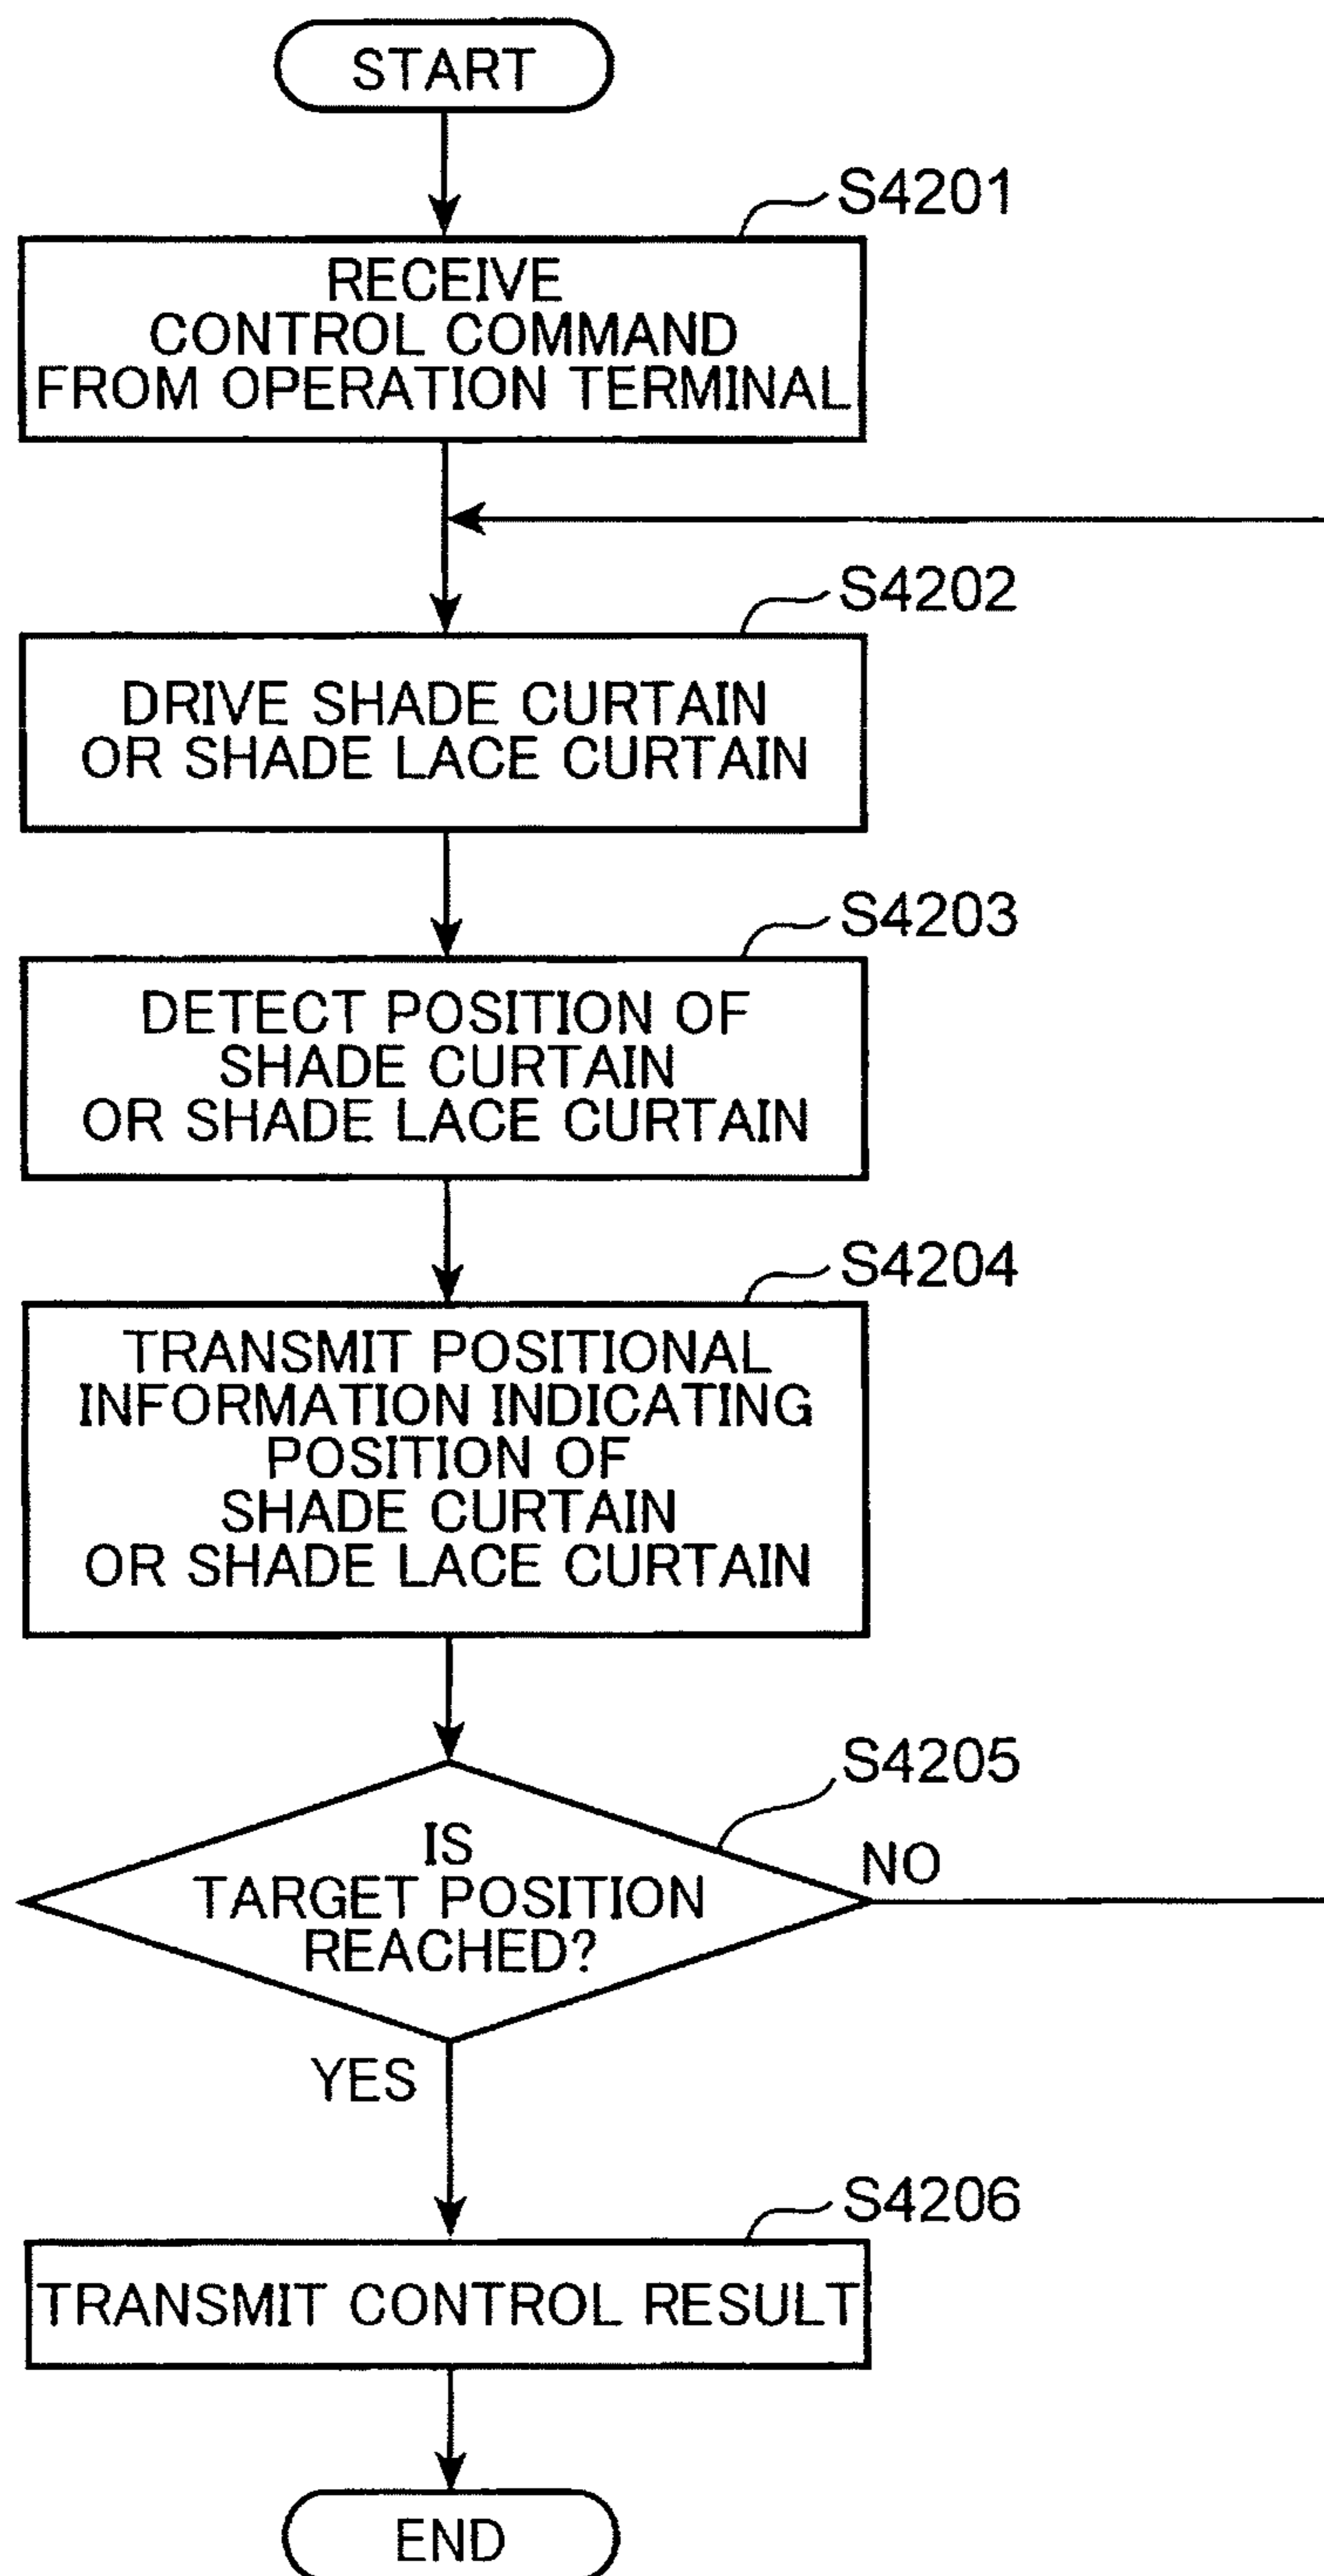 START
S4201
RECEIVE
CONTROL COMMAND
FROM OPERATION TERMINAL
S4202
DRIVE SHADE CURTAIN
OR SHADE LACE CURTAIN
S4203
DETECT POSITION OF
SHADE CURTAIN
OR SHADE LACE CURTAIN
S4204
TRANSMIT POSITIONAL
INFORMATION INDICATING
POSITION OF
SHADE CURTAIN
OR SHADE LACE CURTAIN
S4205
IS
TARGET POSITION
REACHED?
NO
YES
S4206
TRANSMIT CONTROL RESULT
END